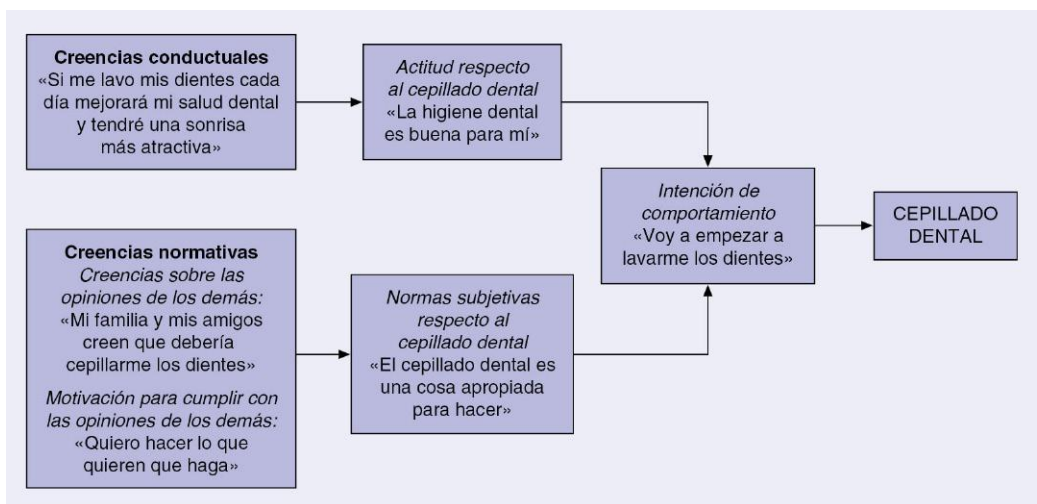 Creencias conductuales
«Si me lavo mis dientes cada
día mejorará mi salud dental
y tendré una sonrisa
más atractiva»
Actitud respecto
al cepillado dental
«La higiene dental
es buena para mí»
Creencias normativas
Creencias sobre las
opiniones de los demás:
«Mi familia y mis amigos
creen que debería
cepillarme los dientes»
Motivación para cumplir con
las opiniones de los demás:
«Quiero hacer lo que
quieren que haga»
Normas subjetivas
respecto al
cepillado dental
«El cepillado dental es
una cosa apropiada
para hacer»
Intención de
comportamiento
«Voy a empezar a
lavarme los dientes»
CEPILLADO
DENTAL